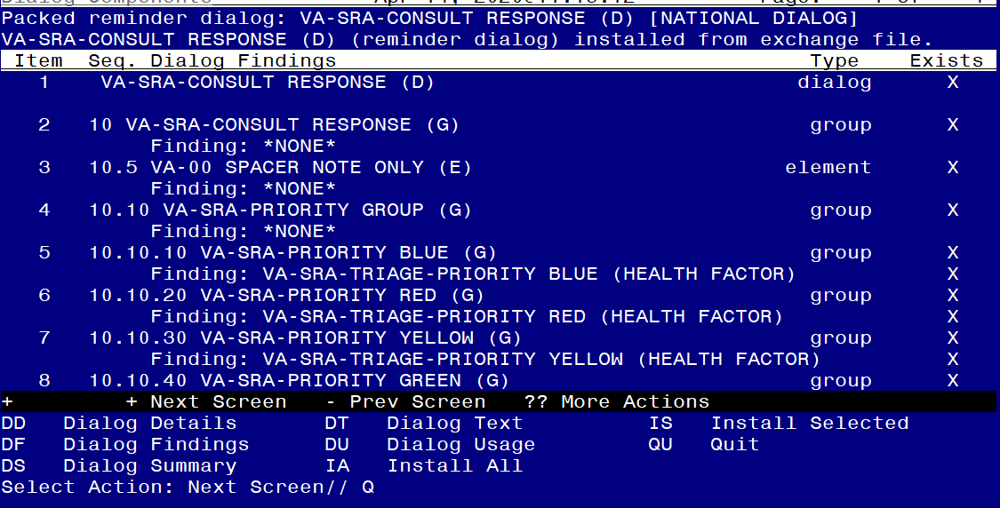 Packed reminder dialog: VA-SRA-CONSULT RESPONSE (D) [NATIONAL DIALOG]
VA-SRA-CONSULT RESPONSE (D) (reminder dialog) installed from exchange file.
Item  Seq. Dialog Findings  Type  Exists
1  VA-SRA-CONSULT RESPONSE (D)  dialog  X
2  10 VA-SRA-CONSULT RESPONSE (G)  group  X
Finding: *NONE*
3  10.5 VA-00 SPACER NOTE ONLY (E)  element  X
Finding: *NONE*
4  10.10 VA-SRA-PRIORITY GROUP (G)  group  X
Finding: *NONE*
5  10.10.10 VA-SRA-PRIORITY BLUE (G)  group  X
Finding: VA-SRA-TRIAGE-PRIORITY BLUE (HEALTH FACTOR)  X
6  10.10.20 VA-SRA-PRIORITY RED (G)  group  X
Finding: VA-SRA-TRIAGE-PRIORITY RED (HEALTH FACTOR)  X
7  10.10.30 VA-SRA-PRIORITY YELLOW (G)  group  X
Finding: VA-SRA-TRIAGE-PRIORITY YELLOW (HEALTH FACTOR)  X
8  10.10.40 VA-SRA-PRIORITY GREEN (G)  group  X
+  + Next Screen  - Prev Screen  ?? More Actions
DD  Dialog Details  DT  Dialog Text  IS  Install Selected
DF  Dialog Findings  DU  Dialog Usage  QU  Quit
DS  Dialog Summary  IA  Install All
Select Action: Next Screen// Q